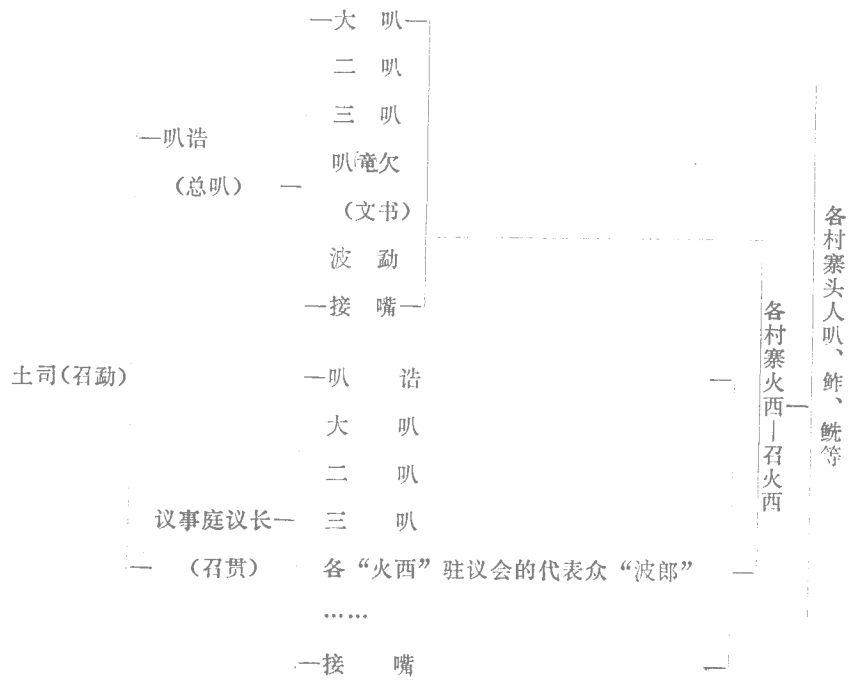 大 叭
二 叭
三 叭
叭诰
叭竜欠
(总叭)
(文书)
波 勐
接 嘴
土司(召勐)
叭 诰
大 叭
二 叭
议事庭议长
三 叭
(召贯)
各“火西”驻议会的代表众“波郎”
……
接 嘴
各村寨火西—召火西
各村寨头人叭、鲊、鲹等